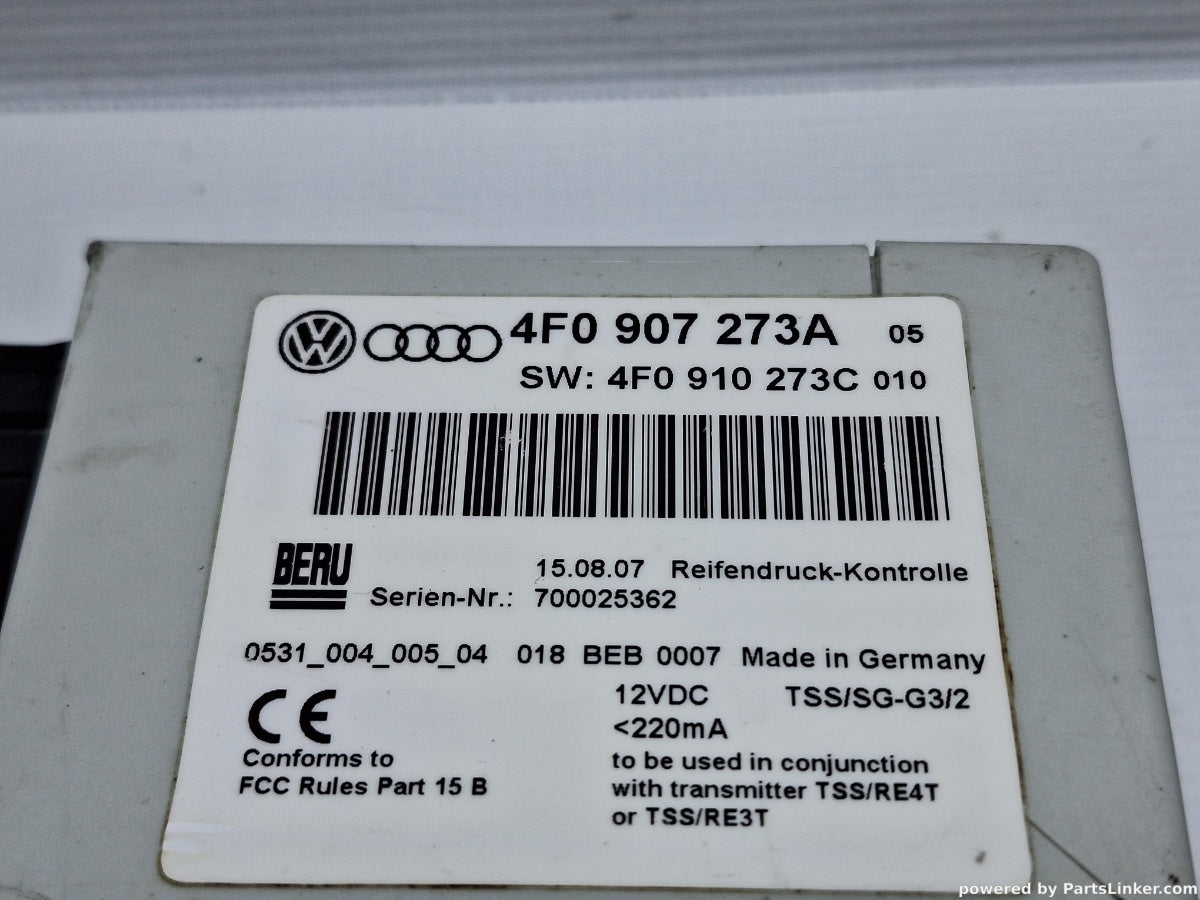 4F0 907 273A 05
SW: 4F0 910 273C 010
BERU
15.08.07 Reifendruck-Kontrolle
Serien-Nr.: 700025362
0531_004_005_04 018 BEB 0007 Made in Germany
CE
12VDC TSS/SG-G3/2
<220mA
Conforms to
FCC Rules Part 15 B
to be used in conjunction
with transmitter TSS/RE4T
or TSS/RE3T
powered by PartsLinker.com